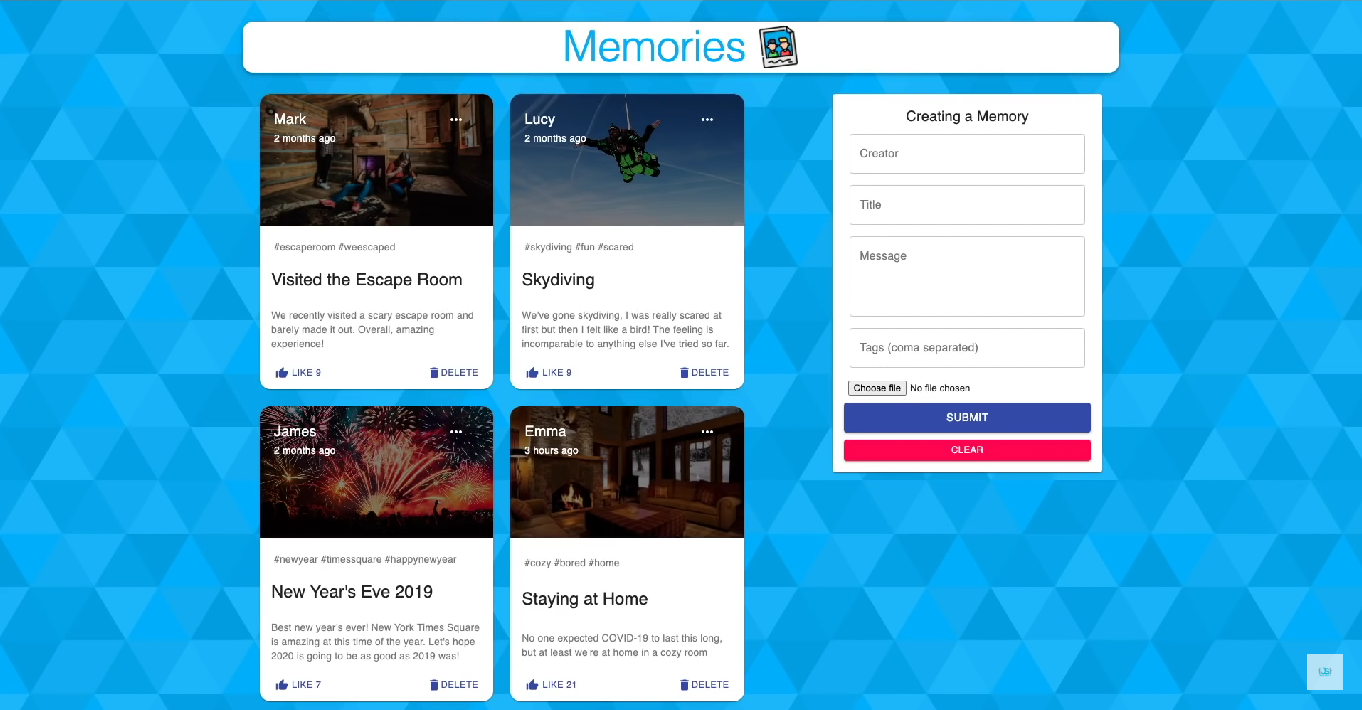 Memories
Mark
2 months ago
#escaperoom #weescaped
Visited the Escape Room
We recently visited a scary escape room and
barely made it out. Overall, amazing
experience!
LIKE 9
DELETE
Lucy
2 months ago
#skydiving #fun #scared
Skydiving
We've gone skydiving, I was really scared at
first but then I felt like a bird! The feeling is
incomparable to anything else I've tried so far.
LIKE 9
DELETE
James
2 months ago
#newyear #timessquare #happynewyear
New Year's Eve 2019
Best new year's ever! New York Times Square
is amazing at this time of the year. Let's hope
2020 is going to be as good as 2019 was!
LIKE 7
DELETE
Emma
3 hours ago
#cozy #bored #home
Staying at Home
No one expected COVID-19 to last this long,
but at least we're at home in a cozy room
LIKE 21
DELETE
Creating a Memory
Creator
Title
Message
Tags (coma separated)
Choose file No file chosen
SUBMIT
CLEAR